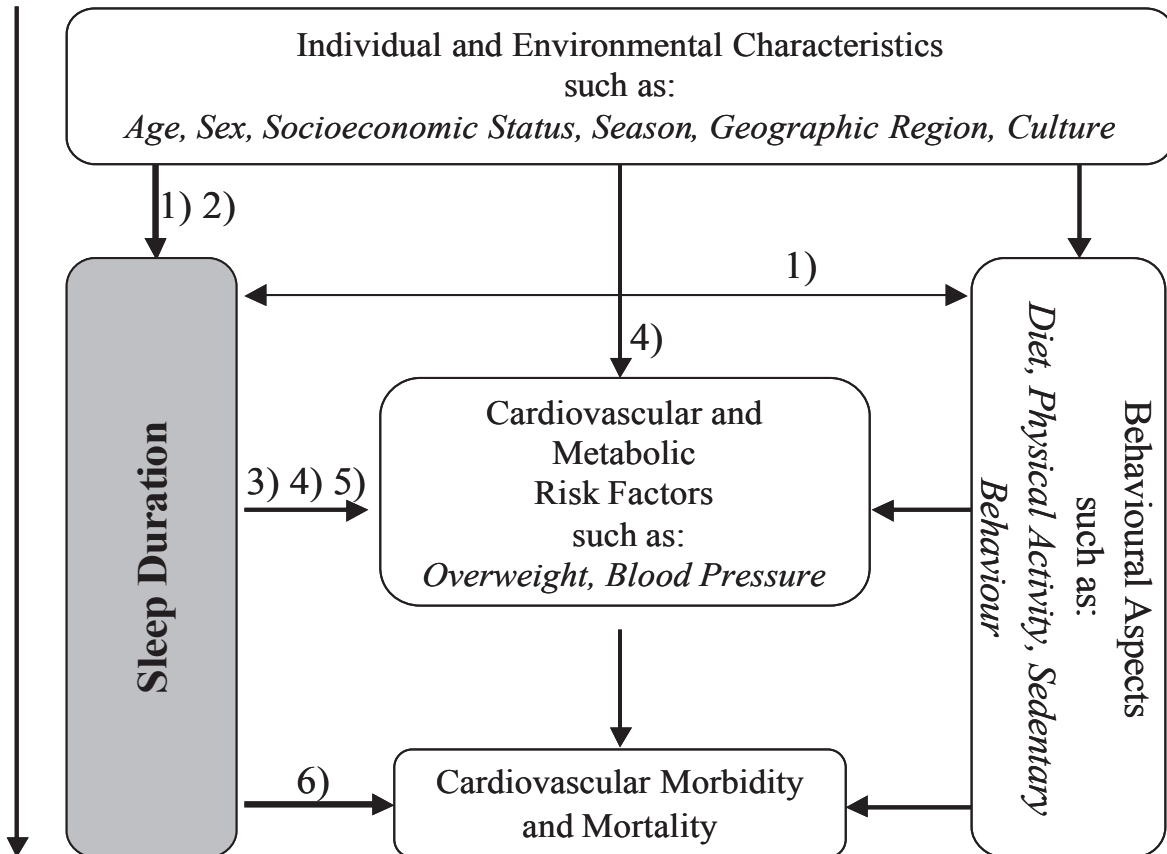 Individual and Environmental Characteristics
such as:
Age, Sex, Socioeconomic Status, Season, Geographic Region, Culture
1) 2)
1)
4)
Sleep Duration
3) 4) 5)
Cardiovascular and
Metabolic
Risk Factors
such as:
Overweight, Blood Pressure
Behavioural Aspects
such as:
Diet, Physical Activity, Sedentary
Behaviour
6)
Cardiovascular Morbidity
and Mortality